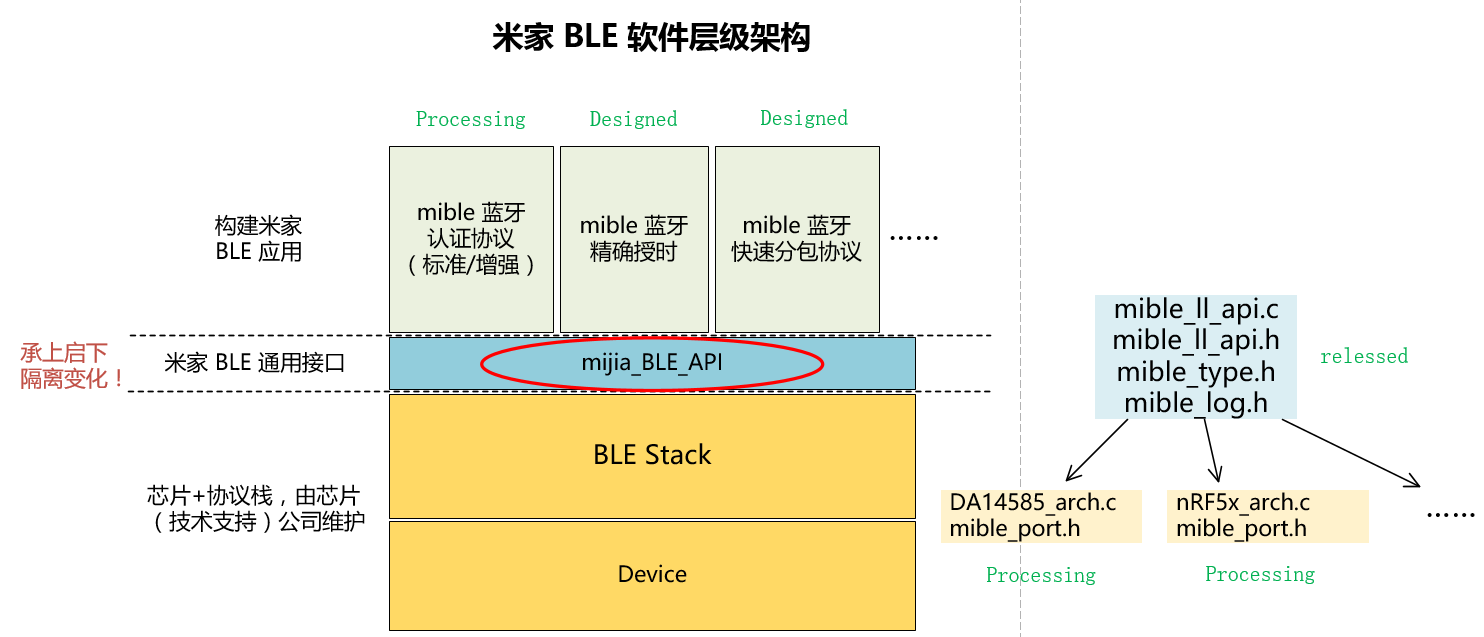 米家 BLE 软件层级架构
Processing
Designed
Designed
构建米家
BLE 应用
mible 蓝牙
认证协议
（标准/增强）
mible 蓝牙
精确授时
mible 蓝牙
快速分包协议
……
承上启下
隔离变化！
米家 BLE 通用接口
mijia_BLE_API
芯片+协议栈，由芯片
（技术支持）公司维护
BLE Stack
Device
mible_ll_api.c
mible_ll_api.h
mible_type.h
mible_log.h
relessed
DA14585_arch.c
mible_port.h
Processing
nRF5x_arch.c
mible_port.h
Processing
……